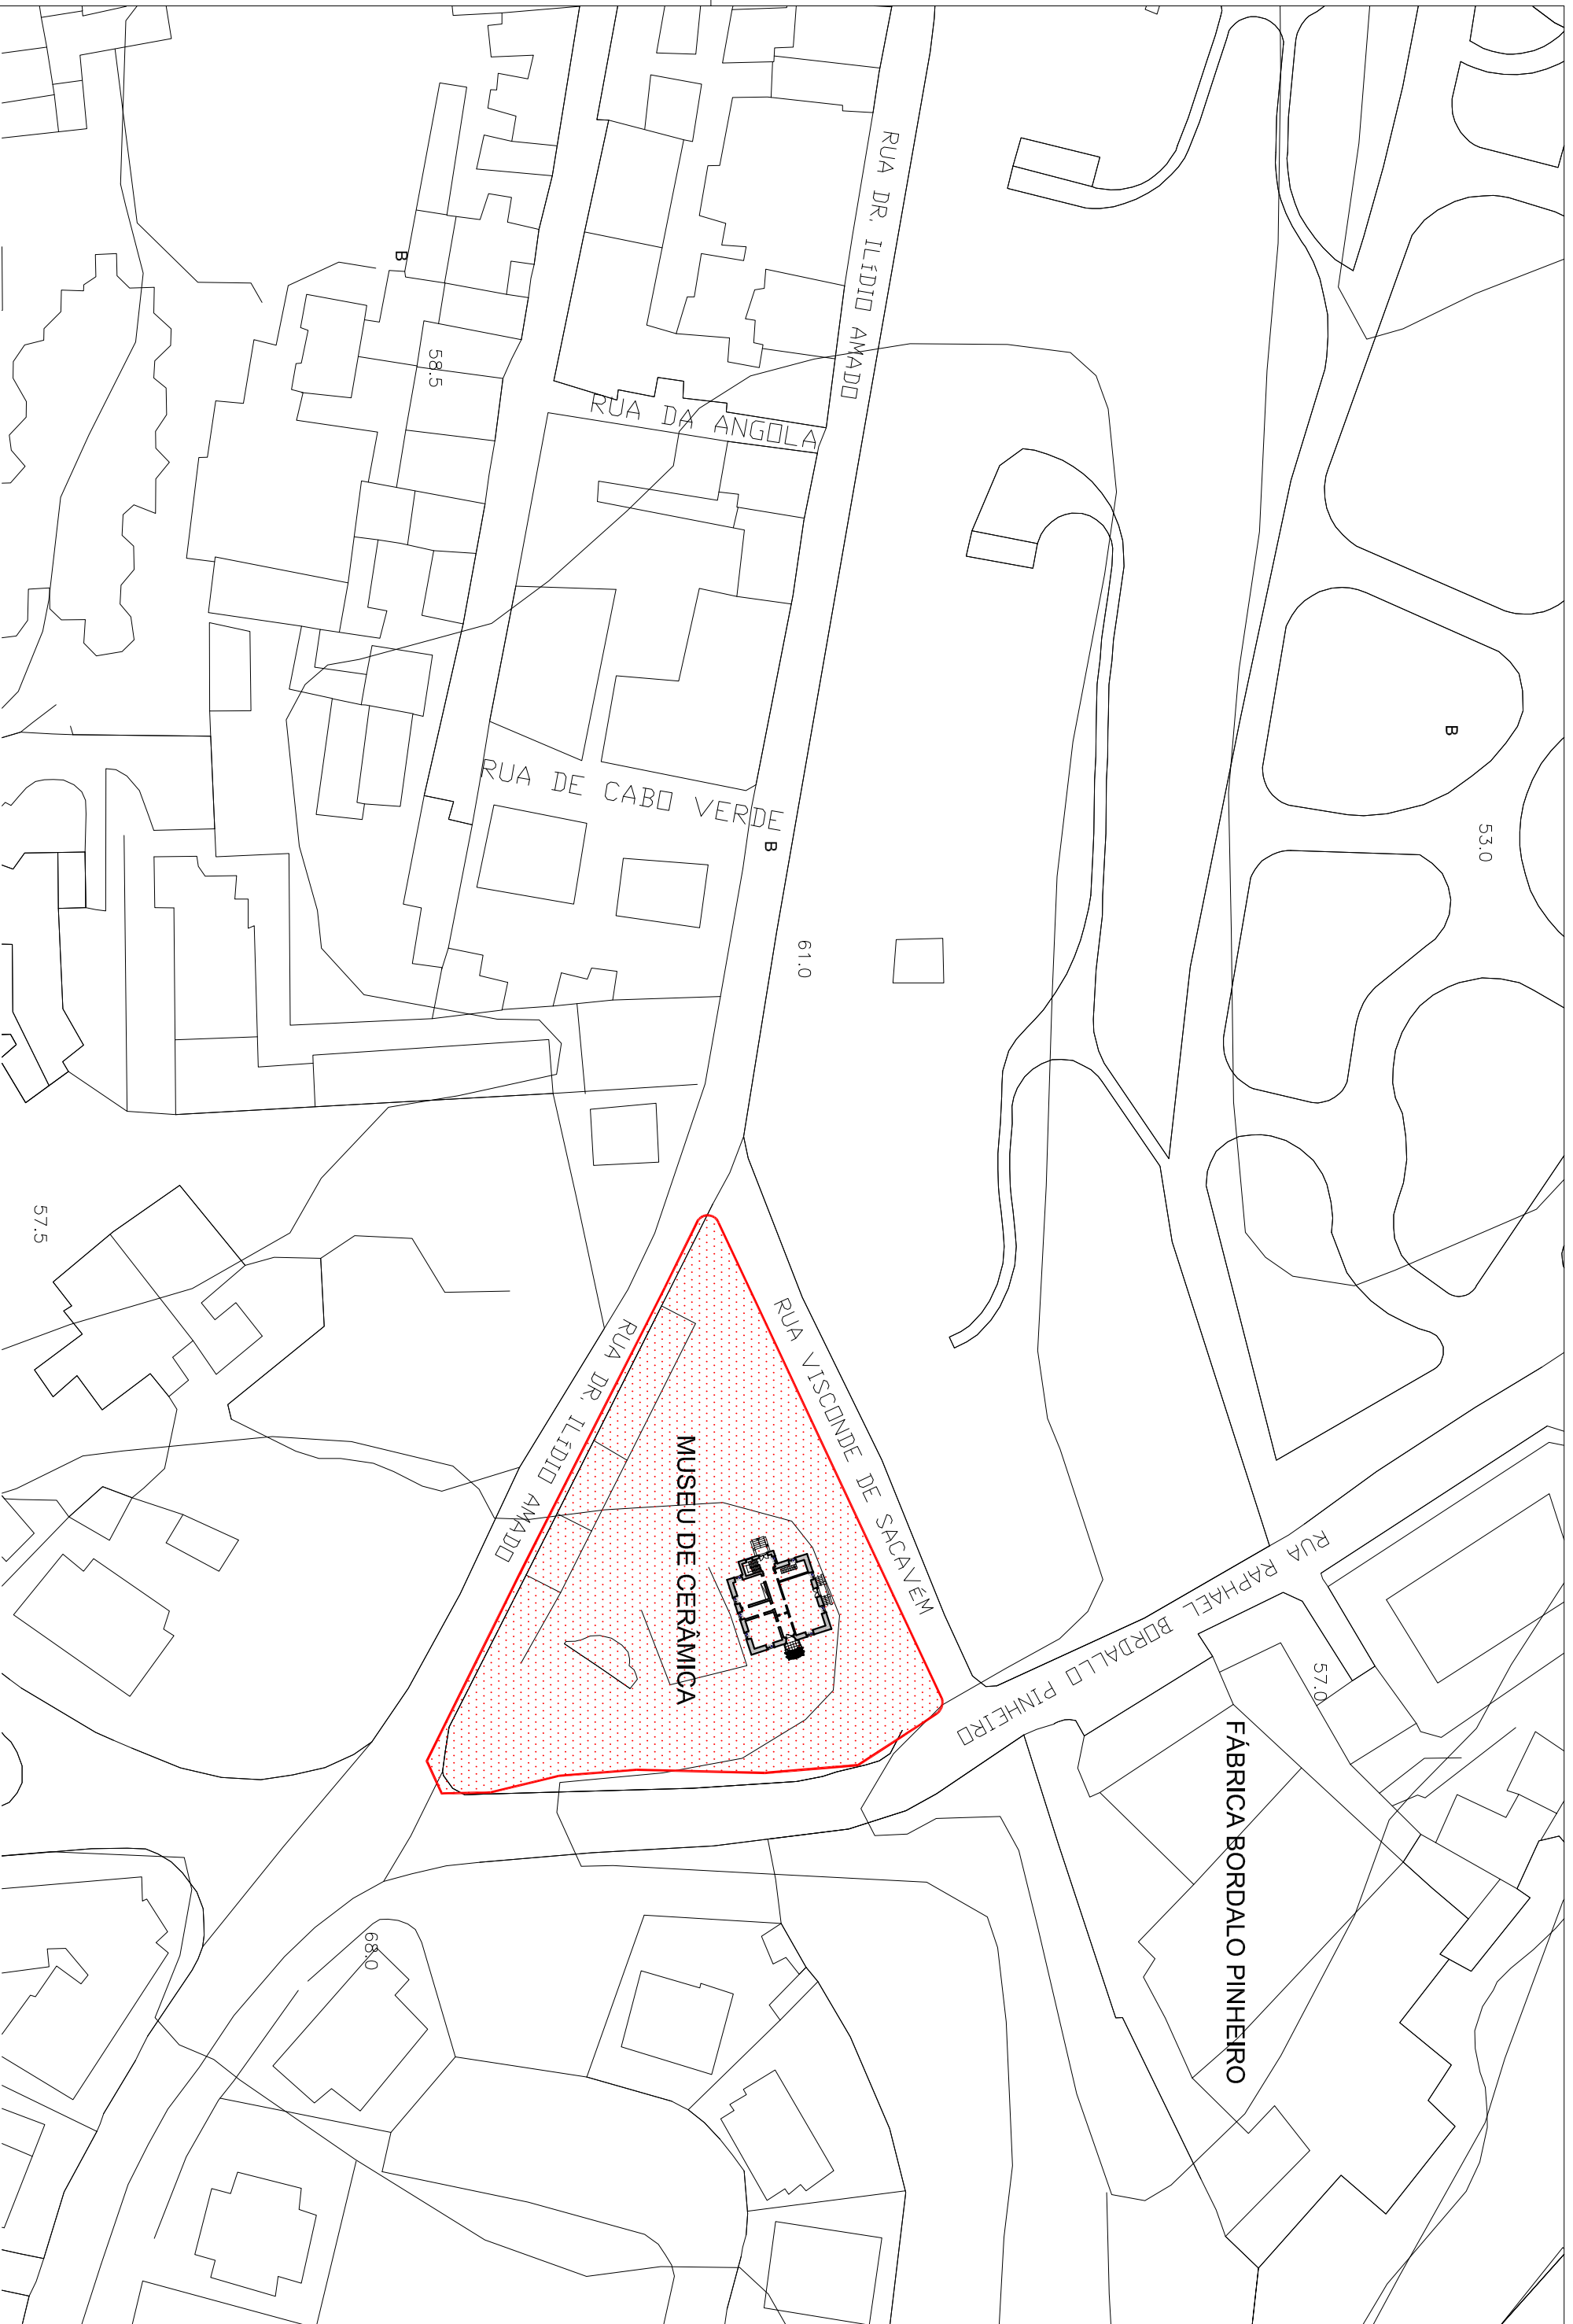 RUA DR. ILÍDIO AMADO
B
58.5
RUA DA ANGOLA
RUA DE CABO VERDE
B
B
53.0
61.0
57.5
RUA DR. ILÍDIO AMADO
RUA VISCONDE DE SACAVÉM
MUSEU DE CERÂMICA
RUA RAPHAEL BORDALLO PINHEIRO
57.0
FÁBRICA BORDALO PINHEIRO
68.0